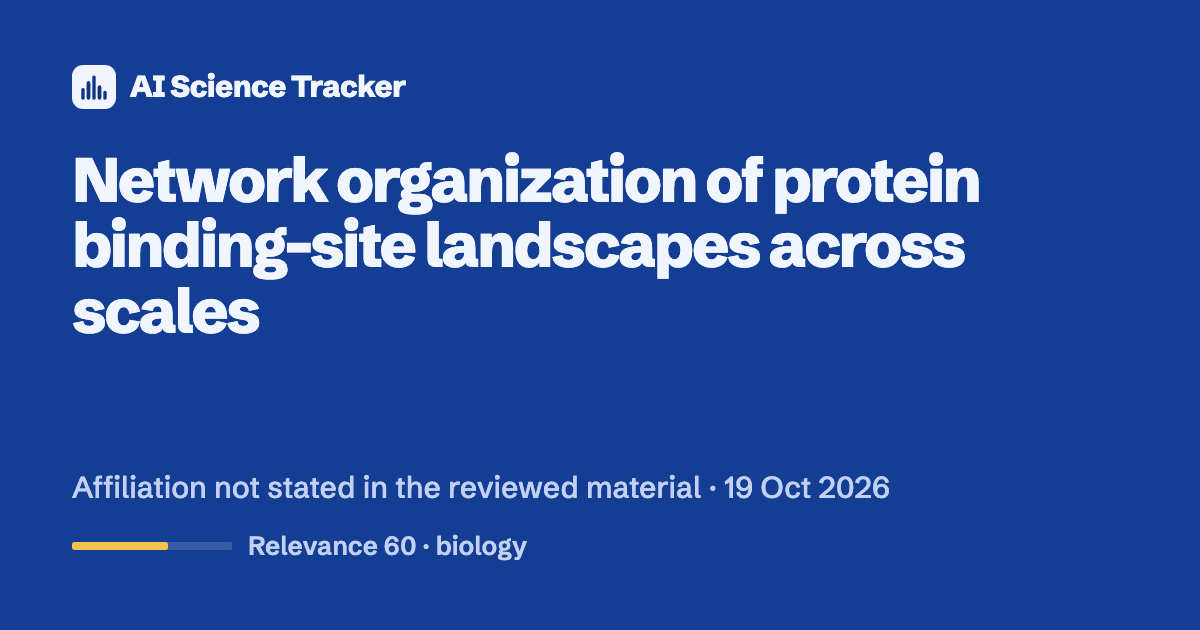 AI Science Tracker
Network organization of protein
binding-site landscapes across
scales
Affiliation not stated in the reviewed material · 19 Oct 2026
Relevance 60 · biology